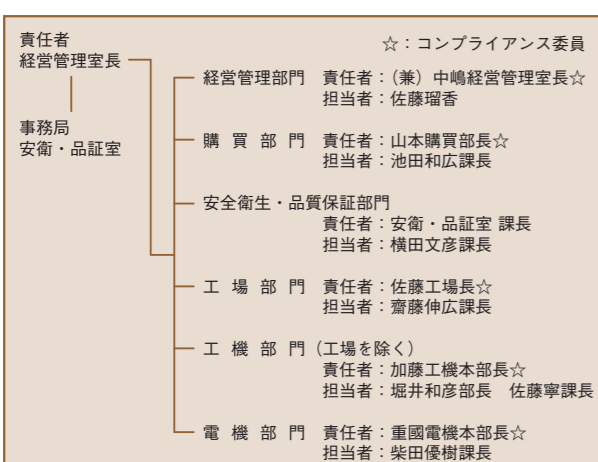 ☆：コンプライアンス委員
責任者
経営管理室長
事務局
安衛・品証室
経営管理部門　責任者：（兼）中嶋経営管理室長☆
担当者：佐藤瑠香
購買部門　責任者：山本購買部長☆
担当者：池田和広課長
安全衛生・品質保証部門
責任者：安衛・品証室 課長
担当者：横田文彦課長
工場部門　責任者：佐藤工場長☆
担当者：齋藤伸広課長
工機部門（工場を除く）
責任者：加藤工機本部長☆
担当者：堀井和彦部長　佐藤寧課長
電機部門　責任者：重國電機本部長☆
担当者：柴田優樹課長